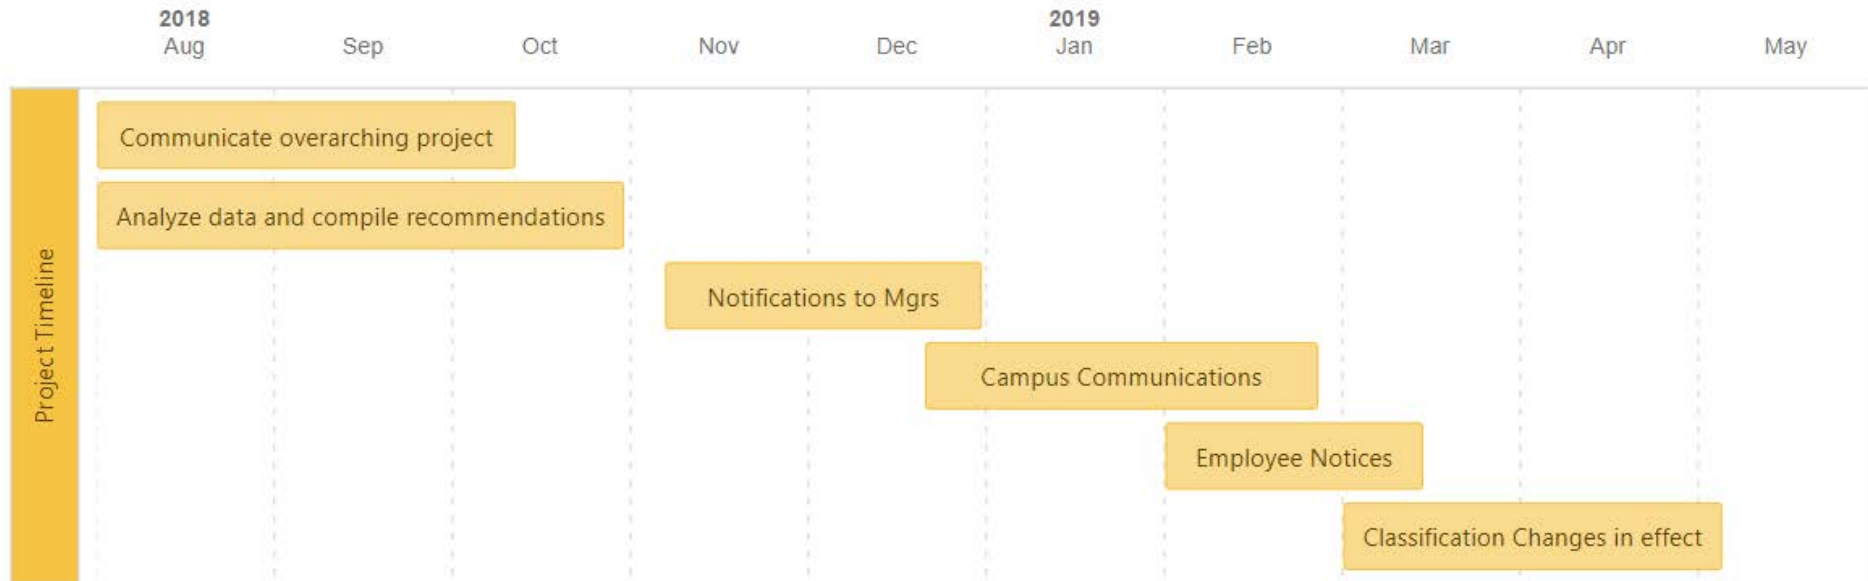 2018
2019
Aug
Sep
Oct
Nov
Dec
Jan
Feb
Mar
Apr
May
Project Timeline
Communicate overarching project
Analyze data and compile recommendations
Notifications to Mgrs
Campus Communications
Employee Notices
Classification Changes in effect